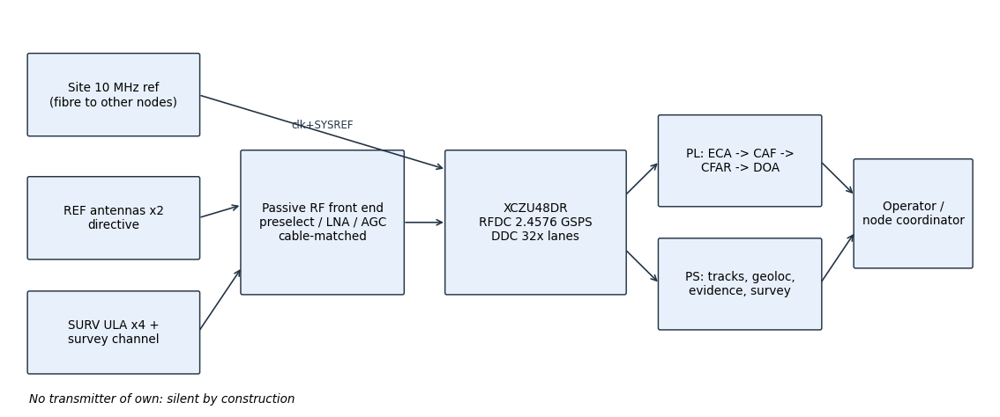 Site 10 MHz ref
(fibre to other nodes)
clk+SYSREF
REF antennas x2
directive
SURV ULA x4 +
survey channel
Passive RF front end
preselect / LNA / AGC
cable-matched
XCZU48DR
RFDC 2.4576 GSPS
DDC 32x lanes
PL: ECA -> CAF ->
CFAR -> DOA
PS: tracks, geoloc,
evidence, survey
Operator /
node coordinator
No transmitter of own: silent by construction